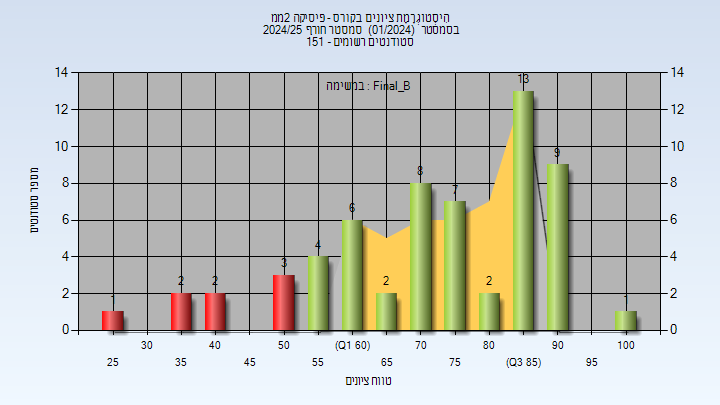 היסטוגרמת ציונים בקורס - פיסיקה 2ממ
בסמסטר (01/2024) סמסטר חורף 2024/25
סטודנטים רשומים - 151
במשימה : Final_B
מספר סטודנטים
14 14
12 12
10 10
8 8
6 6
4 4
2 2
0 0
1 2 2 3 4 6 2 8 7 2 13 9 1
30 40 50 (Q1 60) 70 80 90 100
25 35 45 55 65 75 (Q3 85) 95
טווח ציונים